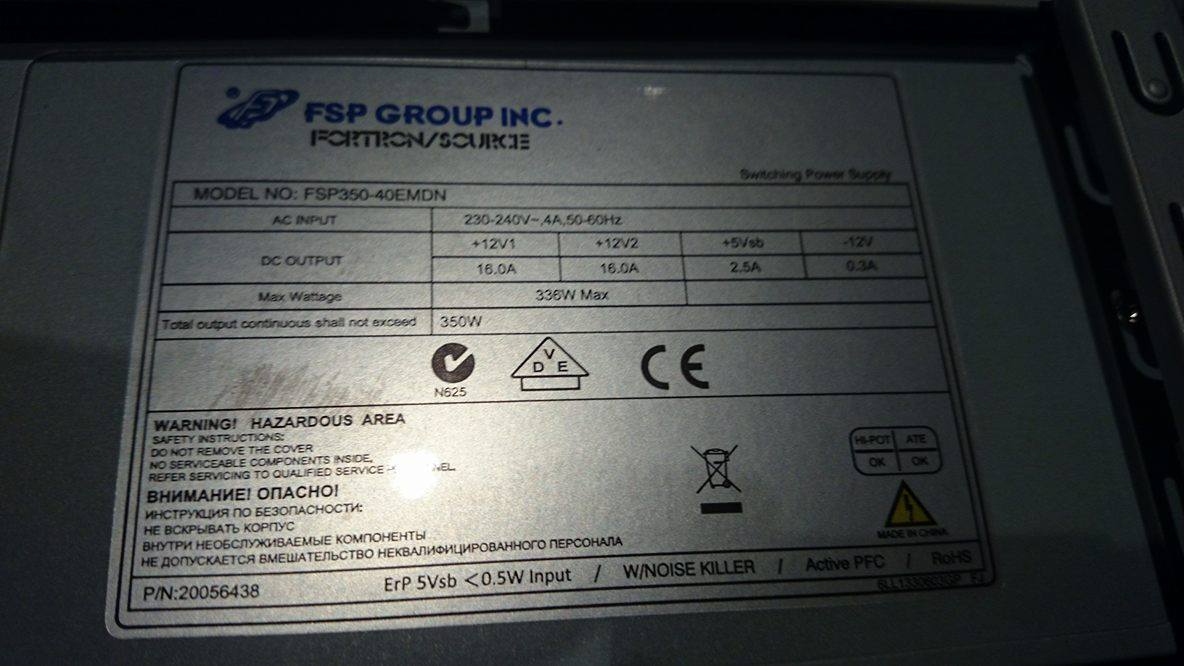 FSP GROUP INC.
FORTRON/SOURCE
Switching Power Supply
MODEL NO: FSP350-40EMDN
AC INPUT 230-240V~,4A,50-60Hz
DC OUTPUT
+12V1 +12V2 +5Vsb -12V
16.0A 16.0A 2.5A 0.3A
Max Wattage 336W Max
Total output continuous shall not exceed 350W
V
D E
CE
N625
WARNING! HAZARDOUS AREA
SAFETY INSTRUCTIONS:
DO NOT REMOVE THE COVER
NO SERVICEABLE COMPONENTS INSIDE,
REFER SERVICING TO QUALIFIED SERVICE
HI-POT ATE
OK OK
ВНИМАНИЕ! ОПАСНО!
ИНСТРУКЦИЯ ПО БЕЗОПАСНОСТИ:
НЕ ВСКРЫВАТЬ КОРПУС
ВНУТРИ НЕОБСЛУЖИВАЕМЫЕ КОМПОНЕНТЫ
НЕ ДОПУСКАЕТСЯ ВМЕШАТЕЛЬСТВО НЕКВАЛИФИЦИРОВАННОГО ПЕРСОНАЛА
MADE IN CHINA
P/N:20056438
ErP 5Vsb <0.5W Input / W/NOISE KILLER / Active PFC / RoHS